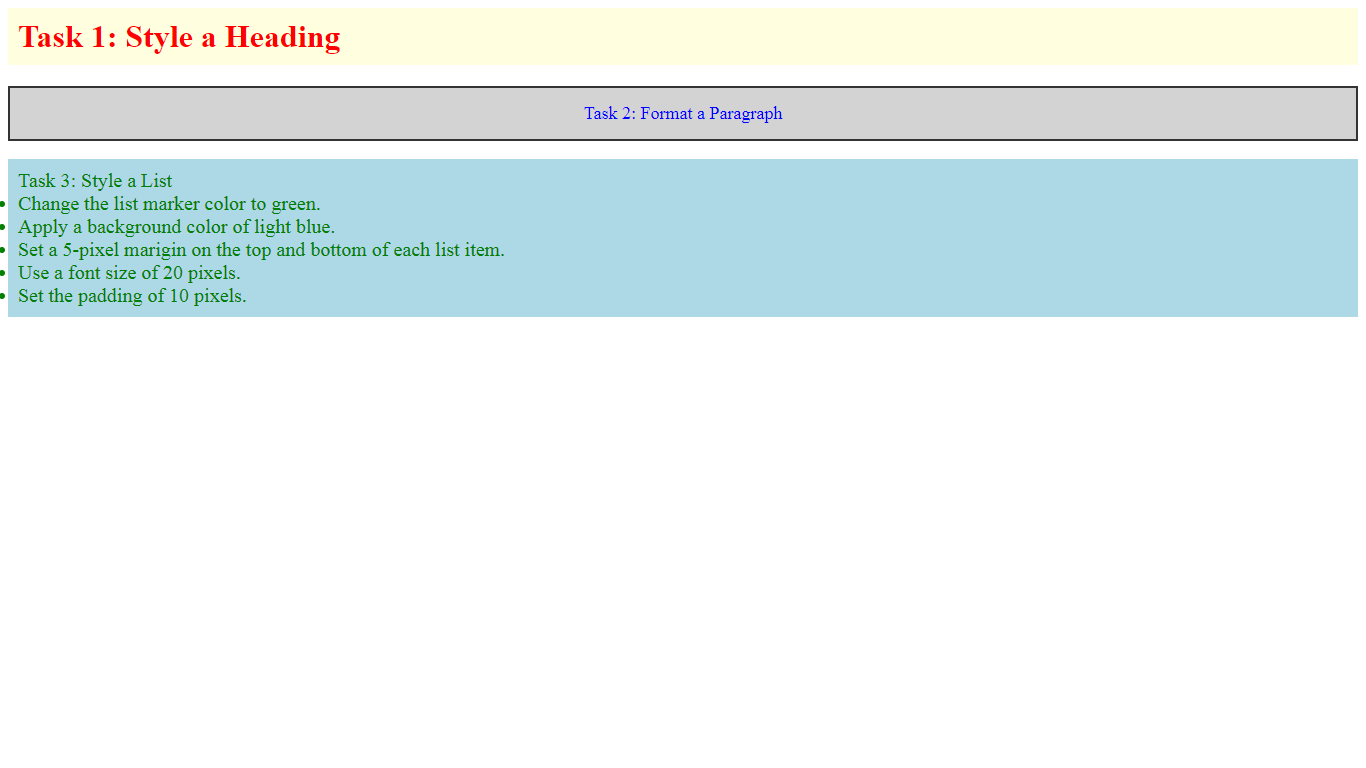 Task 1: Style a Heading
Task 2: Format a Paragraph
Task 3: Style a List
Change the list marker color to green.
Apply a background color of light blue.
Set a 5-pixel marigin on the top and bottom of each list item.
Use a font size of 20 pixels.
Set the padding of 10 pixels.